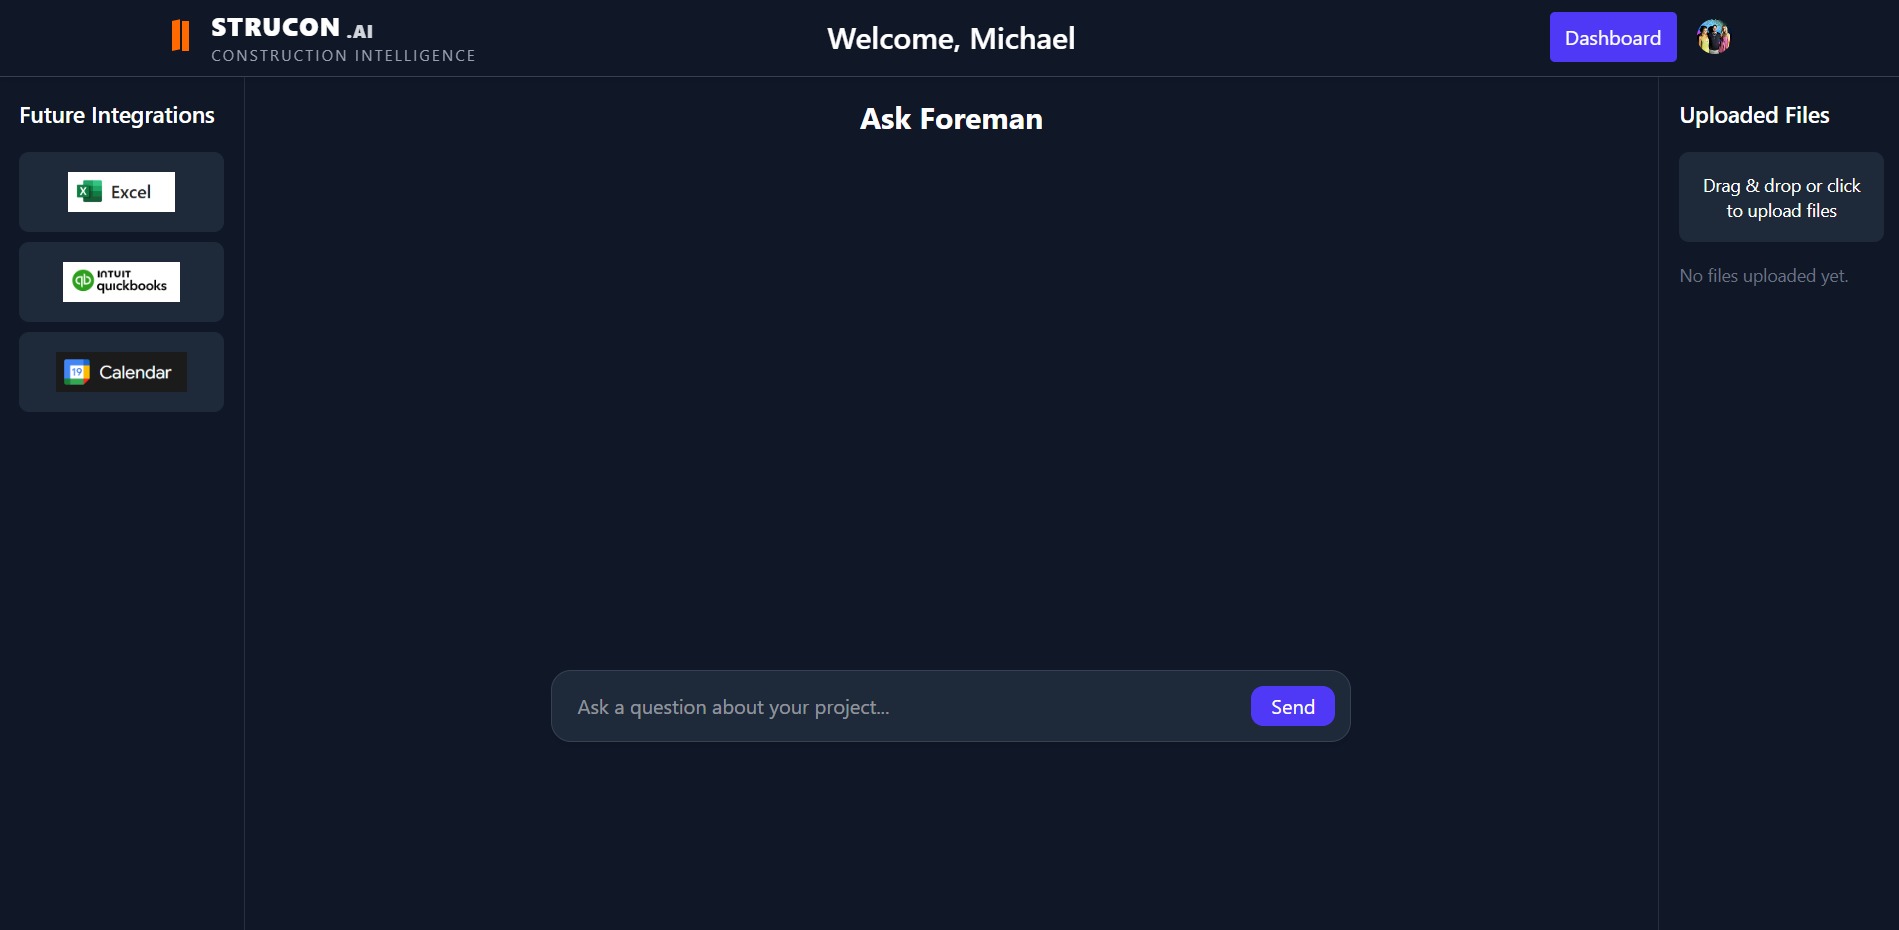 STRUCON .AI
CONSTRUCTION INTELLIGENCE
Welcome, Michael
Dashboard
Future Integrations
Excel
INTUIT
quickbooks
19 Calendar
Ask Foreman
Ask a question about your project...
Send
Uploaded Files
Drag & drop or click
to upload files
No files uploaded yet.